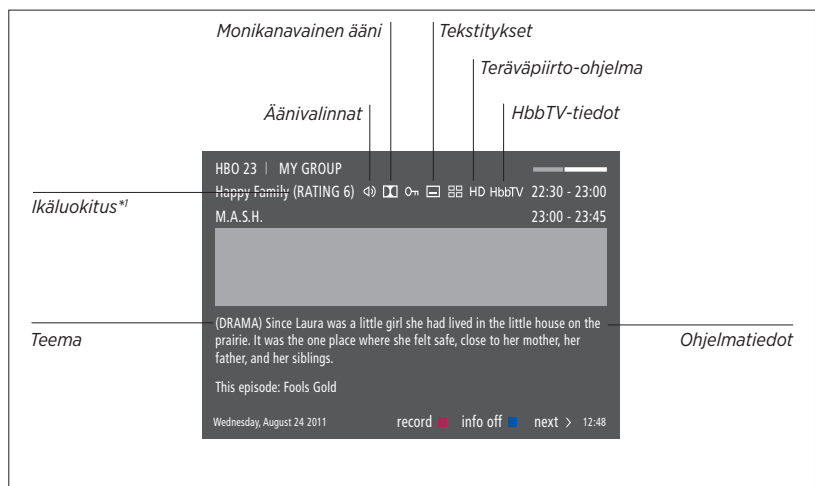 Monikanavainen ääni
Tekstitykset
Teräväpiirto-ohjelma
Äänivalinnat
HbbTV-tiedot
HBO 23 | MY GROUP
Happy Family (RATING 6) HD HbbTV 22:30 - 23:00
Ikäluokitus*1
M.A.S.H. 23:00 - 23:45
(DRAMA) Since Laura was a little girl she had lived in the little house on the
Teema
Ohjelmatiedot
prairie. It was the one place where she felt safe, close to her mother, her
father, and her siblings.
This episode: Fools Gold
Wednesday, August 24 2011 record info off next > 12:48